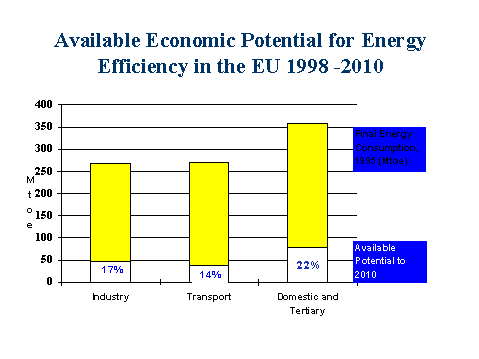 Available Economic Potential for Energy
Efficiency in the EU 1998 -2010
400
350
300
250
200
150
100
50
0
Mtoe
17%
14%
22%
Industry
Transport
Domestic and
Tertiary
Final Energy
Consumption
Available
Potential to
2010